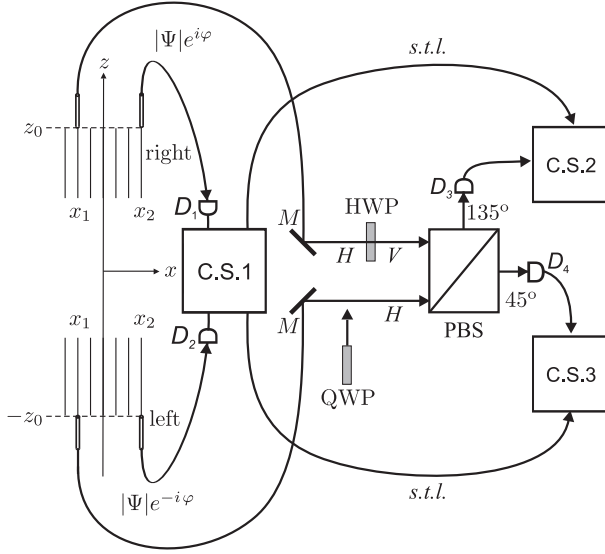 |Ψ|e^{iφ}
s.t.l.
z
z₀
right
x₁ x₂
D₁
D₃
C.S.2
135°
M HWP
H V
x
C.S.1
D₄
45°
M H
PBS
x₁ x₂
D₂
QWP
C.S.3
−z₀
left
|Ψ|e^{−iφ}
s.t.l.